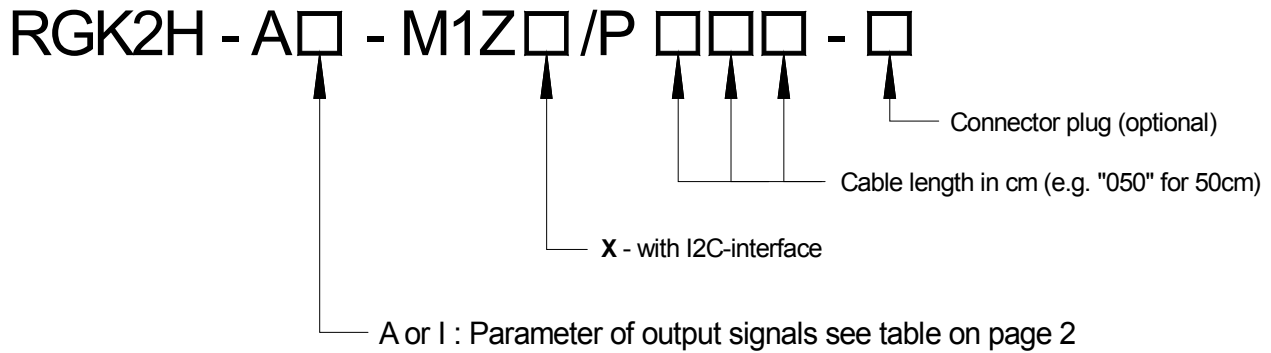 RGK2H - A□ - M1Z□ /P □□□ - □
Connector plug (optional)
Cable length in cm (e.g. "050" for 50cm)
X - with I2C-interface
A or I : Parameter of output signals see table on page 2